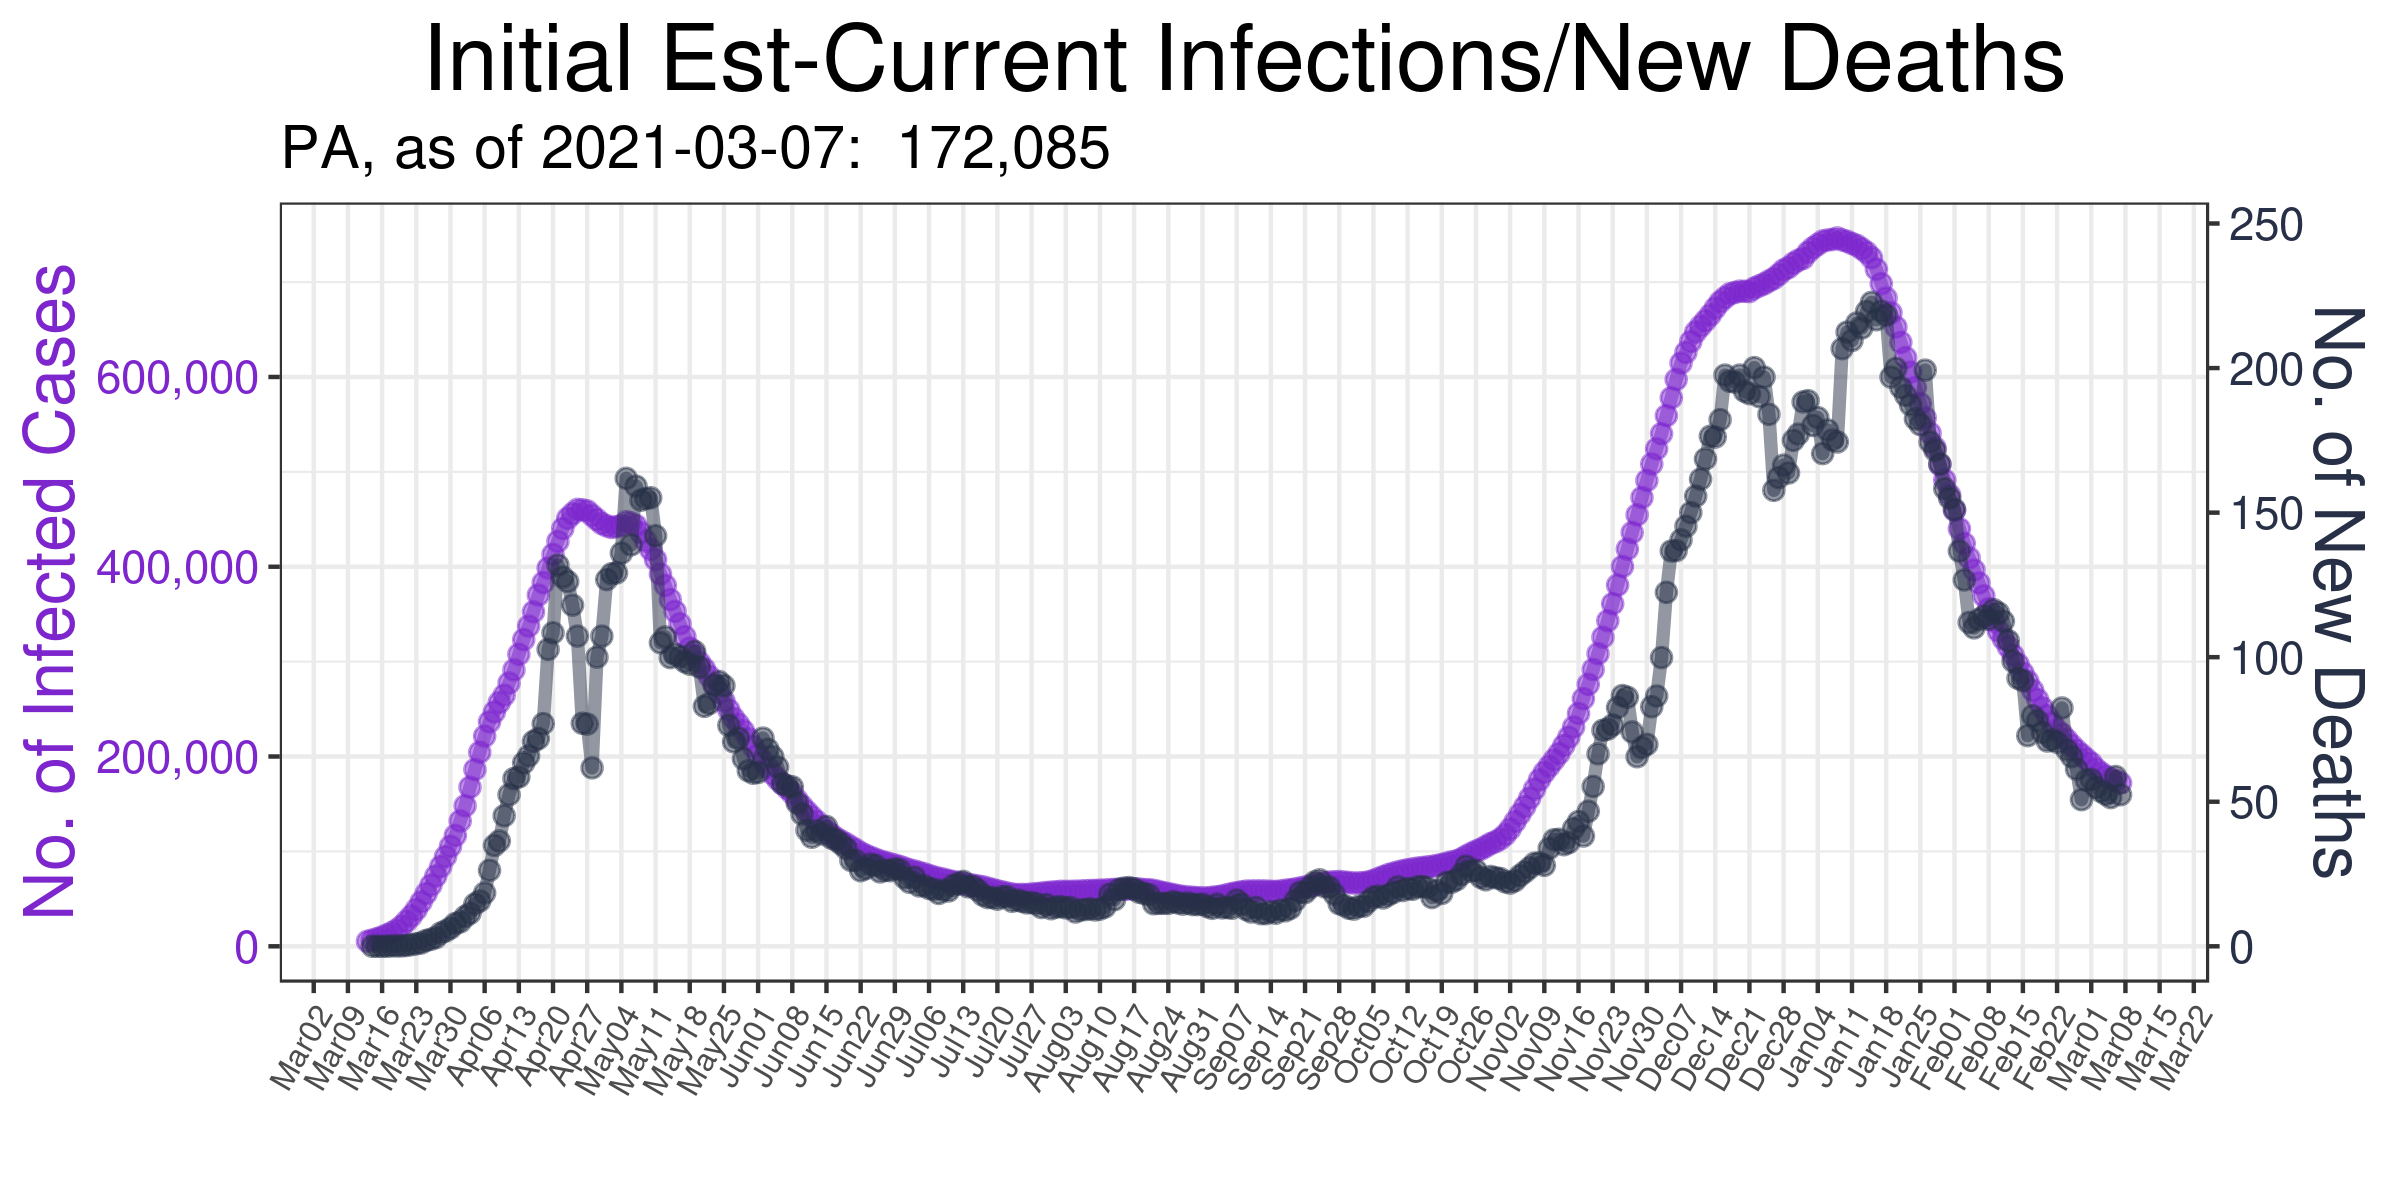 Initial Est-Current Infections/New Deaths
PA, as of 2021-03-07:  172,085
No. of Infected Cases
600,000
400,000
200,000
0
250
200
150
100
50
0
No. of New Deaths
Mar02
Mar09
Mar16
Mar23
Mar30
Apr06
Apr13
Apr20
Apr27
May04
May11
May18
May25
Jun01
Jun08
Jun15
Jun22
Jun29
Jul06
Jul13
Jul20
Jul27
Aug03
Aug10
Aug17
Aug24
Aug31
Sep07
Sep14
Sep21
Sep28
Oct05
Oct12
Oct19
Oct26
Nov02
Nov09
Nov16
Nov23
Nov30
Dec07
Dec14
Dec21
Dec28
Jan04
Jan11
Jan18
Jan25
Feb01
Feb08
Feb15
Feb22
Mar01
Mar08
Mar15
Mar22